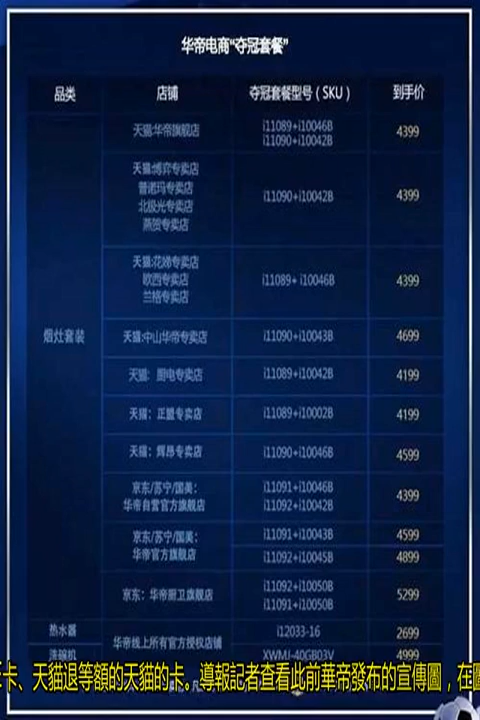 华帝电商“夺冠套餐”
品类 店铺 夺冠套餐型号（SKU） 到手价
烟灶套装
天猫:华帝旗舰店 i11089+i10046B 4399
i11090+i10042B
天猫:博弈专卖店
普诺玛专卖店
北极光专卖店
燕贺专卖店
i11090+i10042B 4399
天猫:花娣专卖店
欧西专卖店
兰格专卖店
i11089+ i10046B 4399
天猫:中山华帝专卖店 i11090+i10043B 4699
天猫：厨电专卖店 i11089+i10042B 4199
天猫：正盟专卖店 i11089+i10002B 4199
天猫：辉昂专卖店 i11090+i10046B 4599
京东/苏宁/国美：
华帝自营官方旗舰店
i11091+i10046B
i11092+i10042B
4399
京东/苏宁/国美：
华帝官方旗舰店
i11091+i10043B 4599
i11092+i10045B 4899
京东：华帝厨卫旗舰店 i11092+i10050B
i11091+i10050B
5299
热水器 华帝线上所有官方授权店铺 i12033-16 2699
洗碗机 XWMJ-40GB03V 4999
卡、天貓退等額的天貓的卡。導報記者查看此前華帝發布的宣傳圖，在